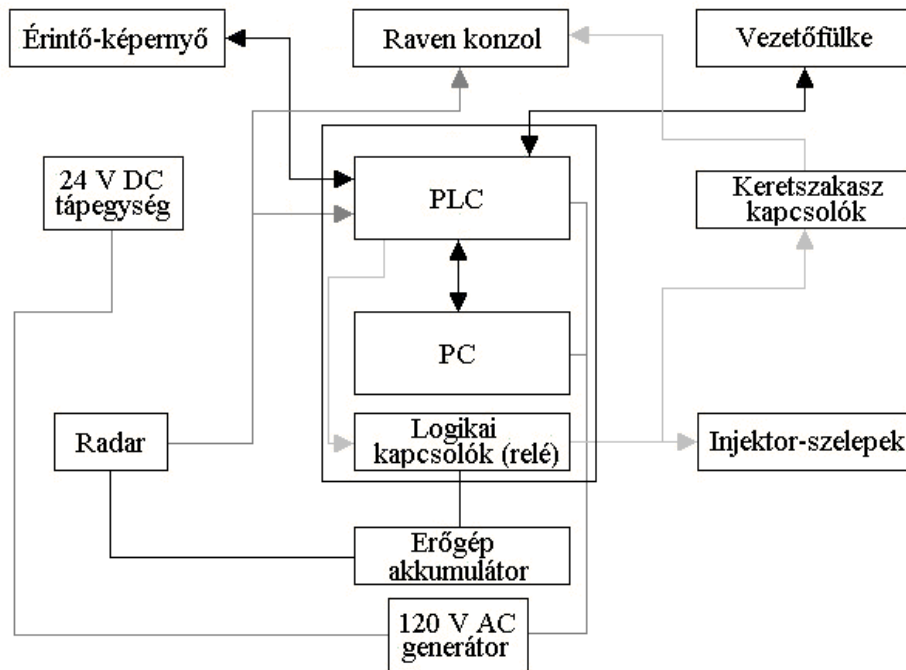 Érintő-képernyő
Raven konzol
Vezetőfülke
24 V DC
tápegység
PLC
Keretszakasz
kapcsolók
PC
Radar
Logikai
kapcsolók (relé)
Injektor-szelepek
Erőgép
akkumulátor
120 V AC
generátor